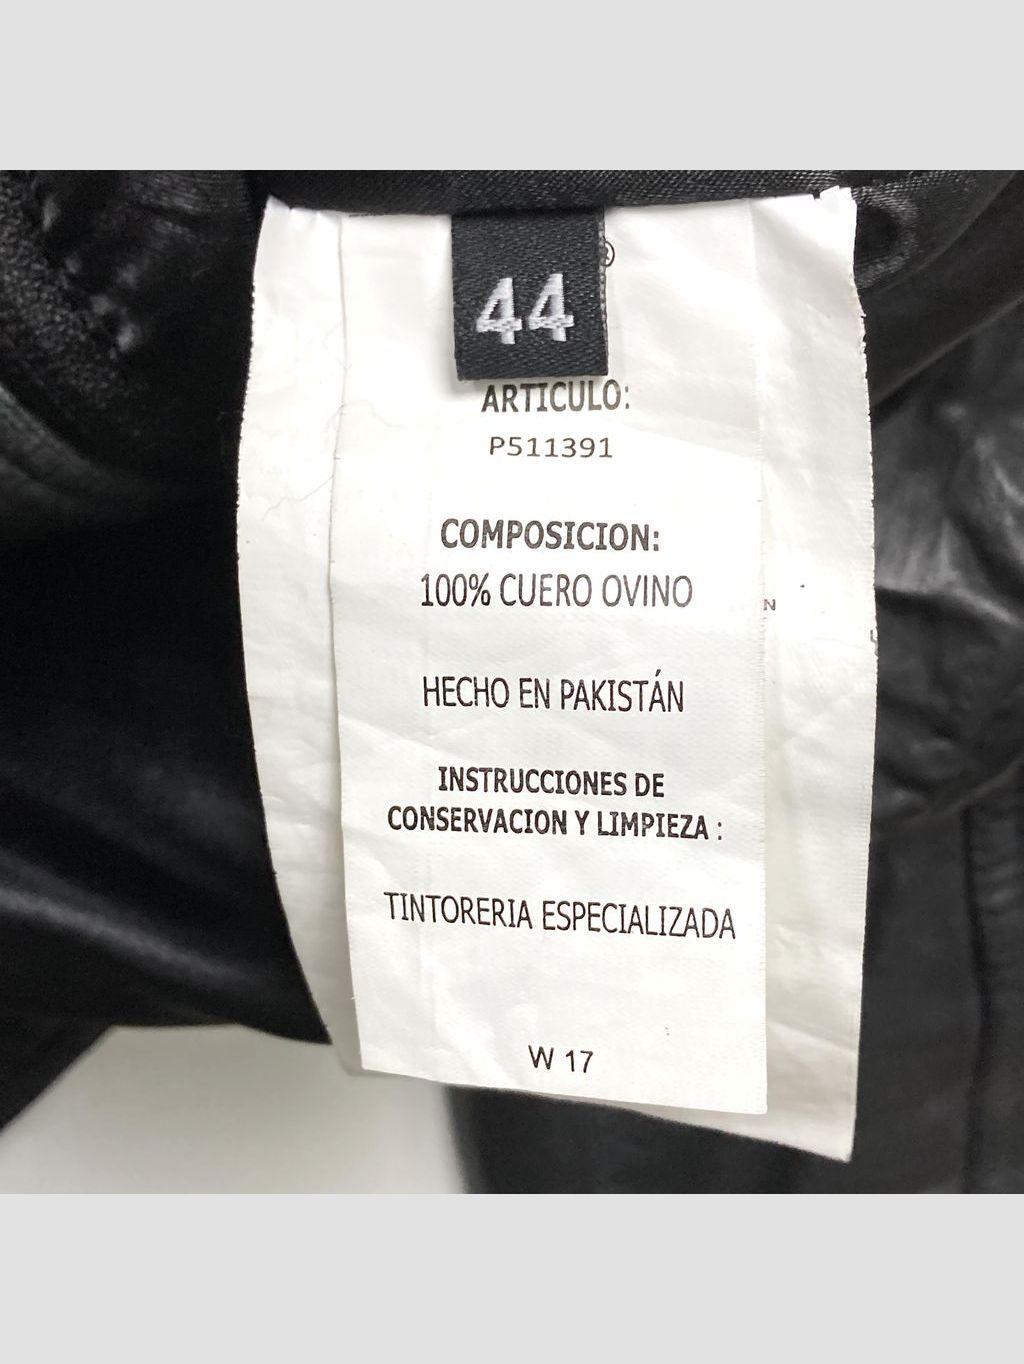 44
®
ARTICULO:
P511391
COMPOSICION:
100% CUERO OVINO
N
HECHO EN PAKISTÁN
INSTRUCCIONES DE
CONSERVACION Y LIMPIEZA :
TINTORERIA ESPECIALIZADA
W 17